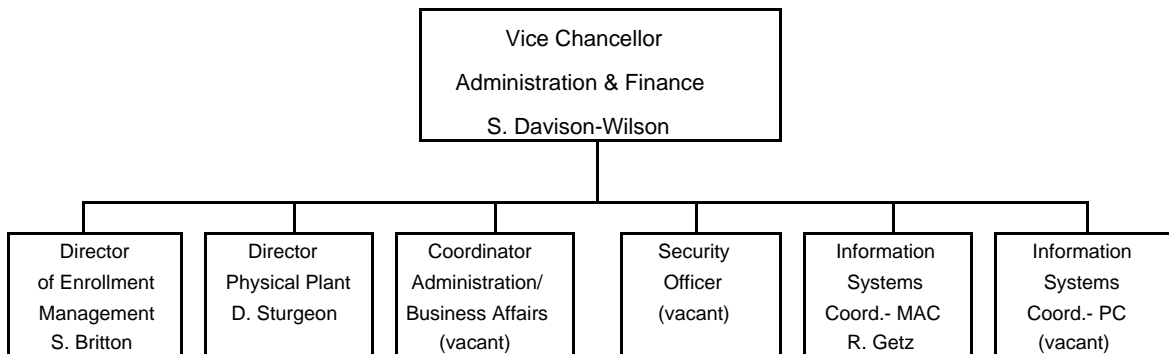 Vice Chancellor
Administration & Finance
S. Davison-Wilson
Director
of Enrollment
Management
S. Britton
Director
Physical Plant
D. Sturgeon
Coordinator
Administration/
Business Affairs
(vacant)
Security
Officer
(vacant)
Information
Systems
Coord.- MAC
R. Getz
Information
Systems
Coord.- PC
(vacant)